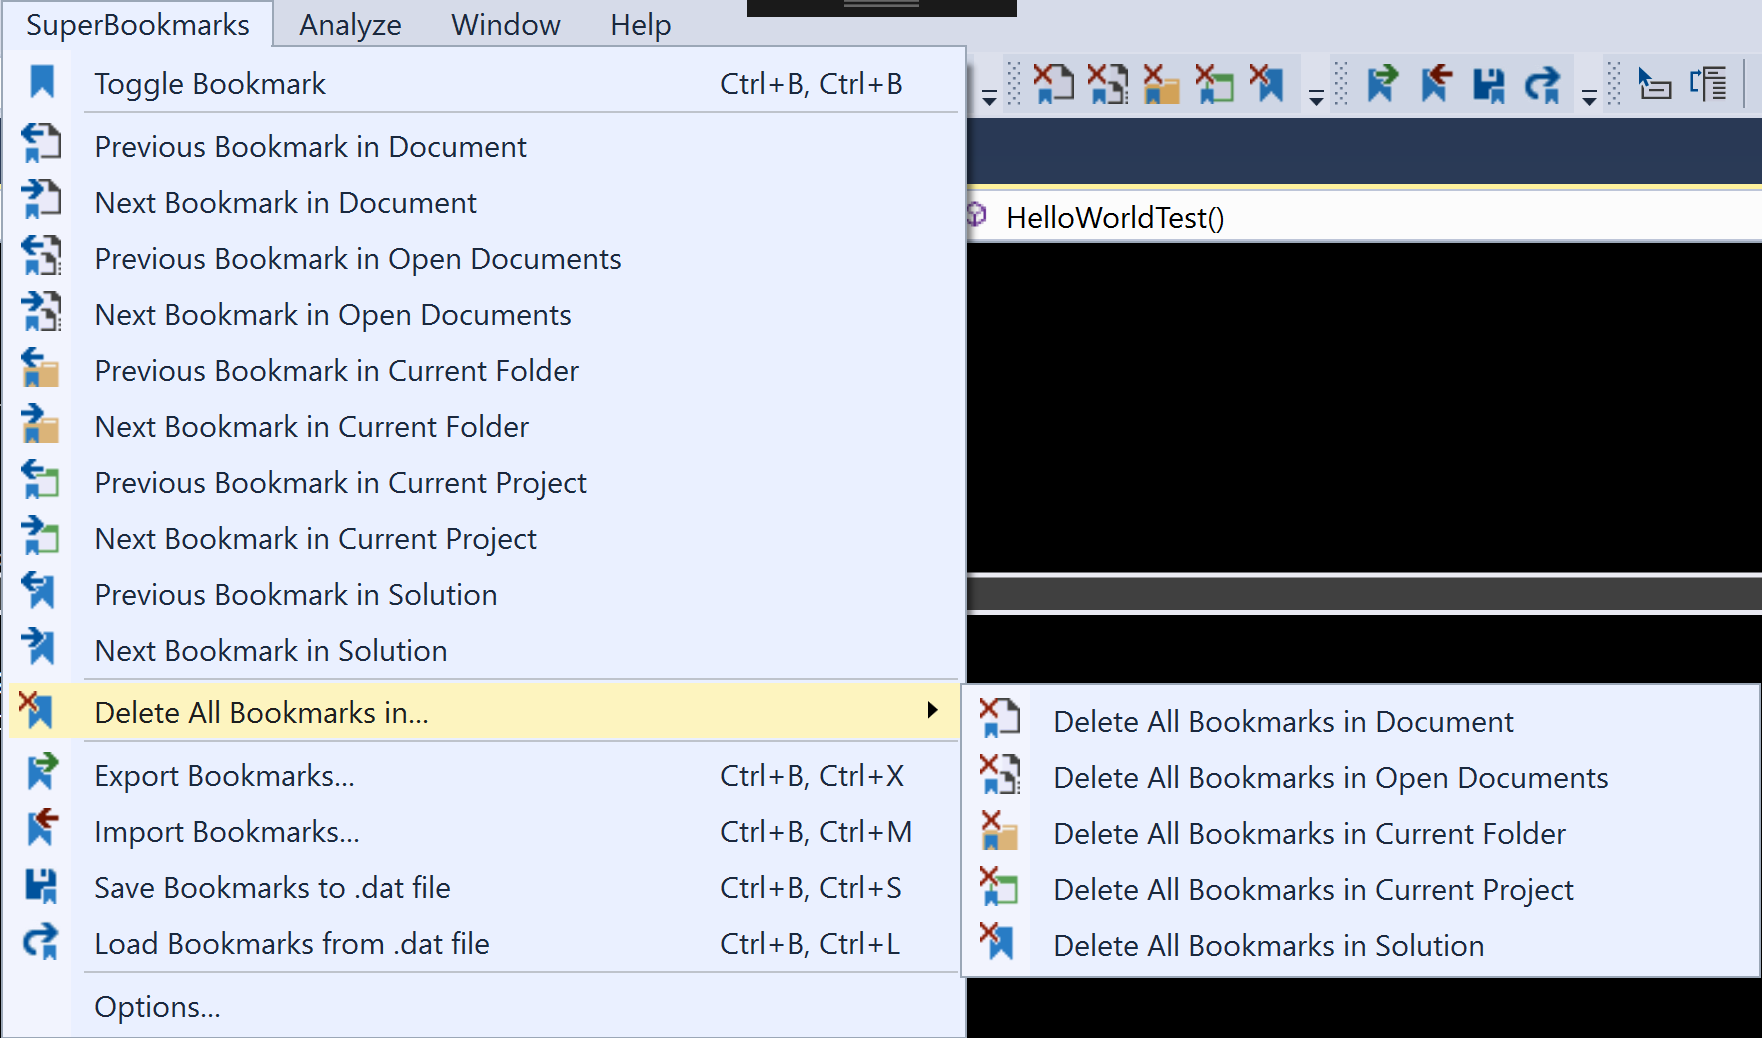 SuperBookmarks Analyze Window Help
Toggle Bookmark Ctrl+B, Ctrl+B
Previous Bookmark in Document
Next Bookmark in Document
HelloWorldTest()
Previous Bookmark in Open Documents
Next Bookmark in Open Documents
Previous Bookmark in Current Folder
Next Bookmark in Current Folder
Previous Bookmark in Current Project
Next Bookmark in Current Project
Previous Bookmark in Solution
Next Bookmark in Solution
Delete All Bookmarks in...
Export Bookmarks... Ctrl+B, Ctrl+X
Import Bookmarks... Ctrl+B, Ctrl+M
Save Bookmarks to .dat file Ctrl+B, Ctrl+S
Load Bookmarks from .dat file Ctrl+B, Ctrl+L
Options...
Delete All Bookmarks in Document
Delete All Bookmarks in Open Documents
Delete All Bookmarks in Current Folder
Delete All Bookmarks in Current Project
Delete All Bookmarks in Solution